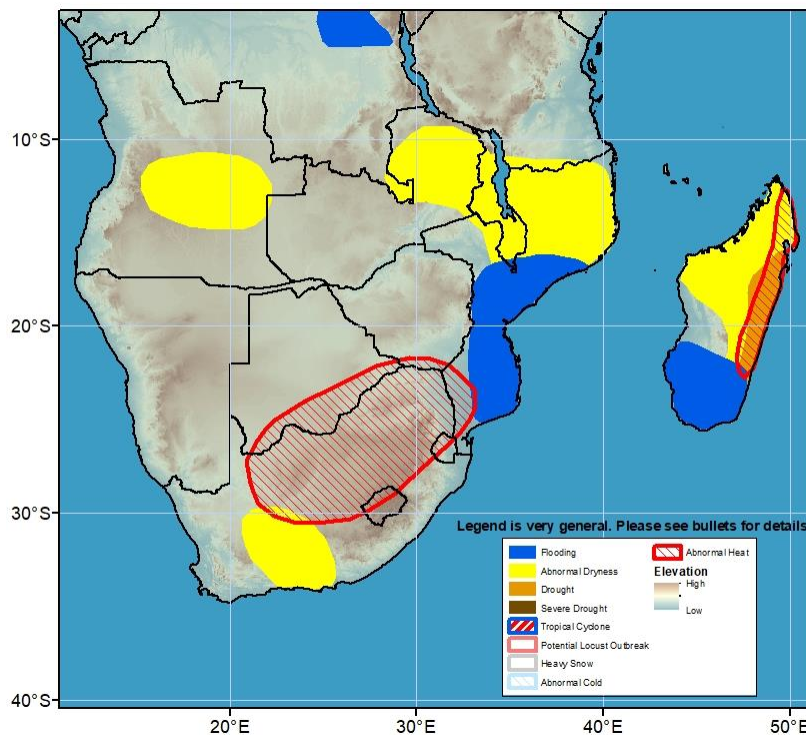 10°S
20°S
30°S
40°S
20°E
30°E
40°E
50°E
Legend is very general. Please see bullets for details
Flooding
Abnormal Dryness
Drought
Severe Drought
Tropical Cyclone
Potential Locust Outbreak
Heavy Snow
Abnormal Cold
Abnormal Heat
Elevation
High
Low